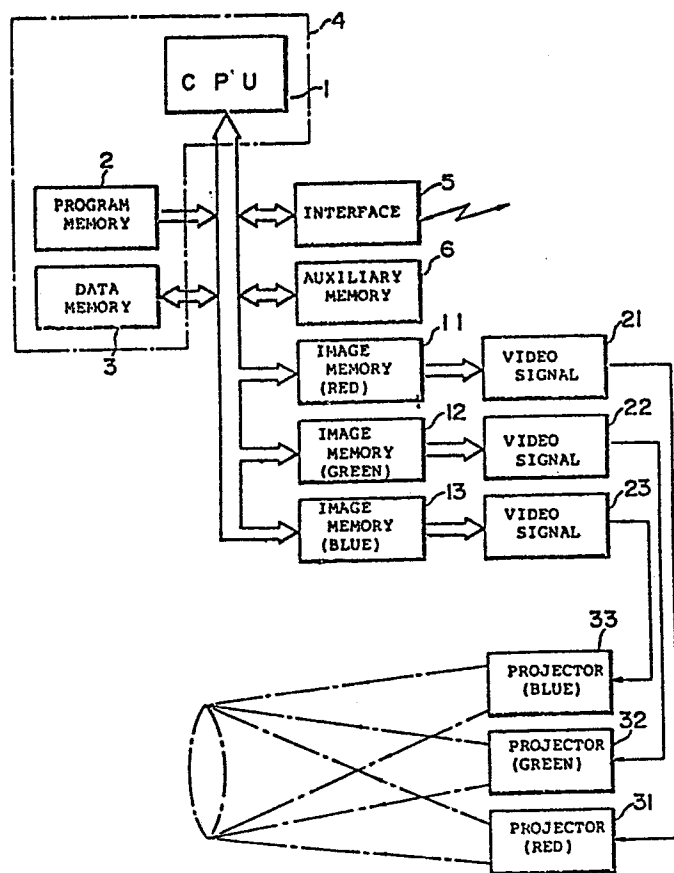 4
C P' U
1
2
PROGRAM
MEMORY
5
INTERFACE
6
DATA
MEMORY
3
AUXILIARY
MEMORY
11
IMAGE
MEMORY
(RED)
21
VIDEO
SIGNAL
12
IMAGE
MEMORY
(GREEN)
22
VIDEO
SIGNAL
13
IMAGE
MEMORY
(BLUE)
23
VIDEO
SIGNAL
33
PROJECTOR
(BLUE)
32
PROJECTOR
(GREEN)
31
PROJECTOR
(RED)